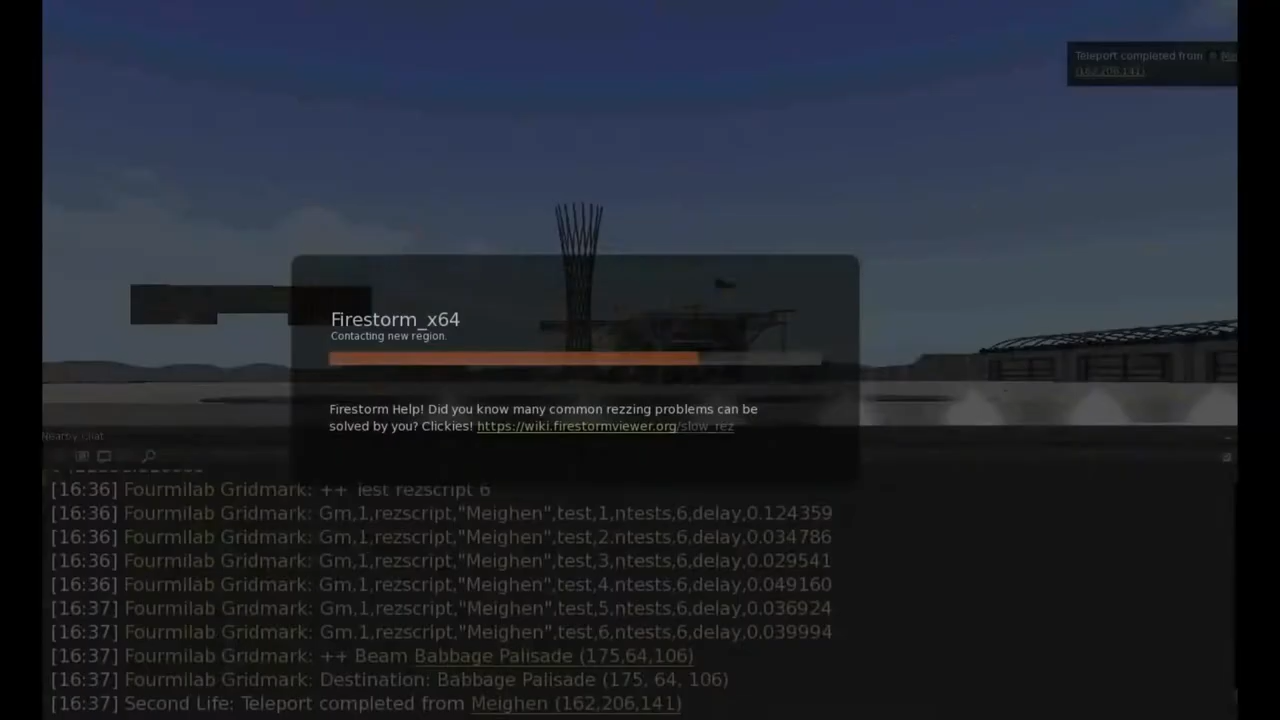 Teleport completed from
(162,206,141)
Firestorm_x64
Contacting new region.
Firestorm Help! Did you know many common rezzing problems can be
solved by you? Clickies! https://wiki.firestormviewer.org/slow_rez
Nearby Chat
[16:36] Fourmilab Gridmark: ++ Test rezscript 6
[16:36] Fourmilab Gridmark: Gm,1,rezscript,"Meighen",test,1,ntests,6,delay,0.124359
[16:36] Fourmilab Gridmark: Gm,1,rezscript,"Meighen",test,2,ntests,6,delay,0.034786
[16:36] Fourmilab Gridmark: Gm,1,rezscript,"Meighen",test,3,ntests,6,delay,0.029541
[16:36] Fourmilab Gridmark: Gm,1,rezscript,"Meighen",test,4,ntests,6,delay,0.049160
[16:37] Fourmilab Gridmark: Gm,1,rezscript,"Meighen",test,5,ntests,6,delay,0.036924
[16:37] Fourmilab Gridmark: Gm,1,rezscript,"Meighen",test,6,ntests,6,delay,0.039994
[16:37] Fourmilab Gridmark: ++ Beam Babbage Palisade (175,64,106)
[16:37] Fourmilab Gridmark: Destination: Babbage Palisade (175, 64, 106)
[16:37] Second Life: Teleport completed from Meighen (162,206,141)